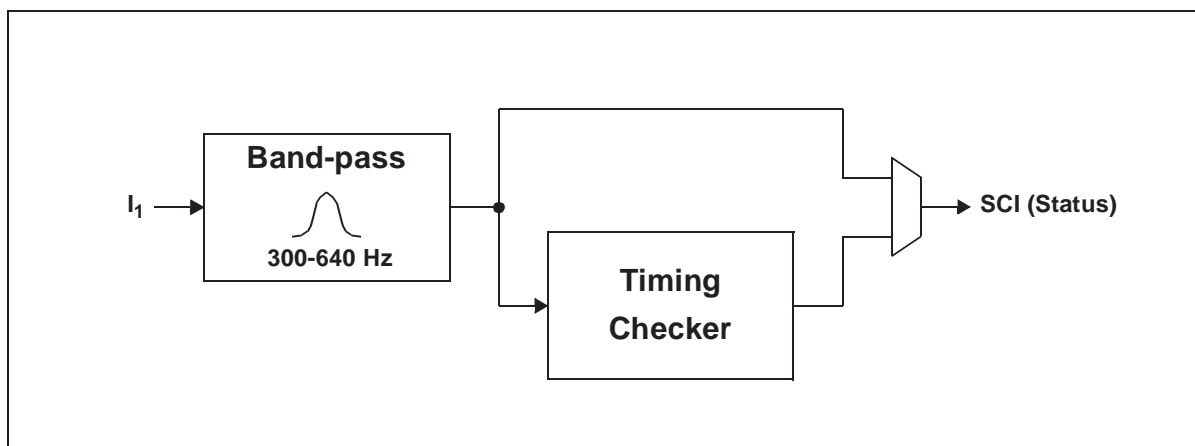 Band-pass
I1
300-640 Hz
SCI (Status)
Timing
Checker